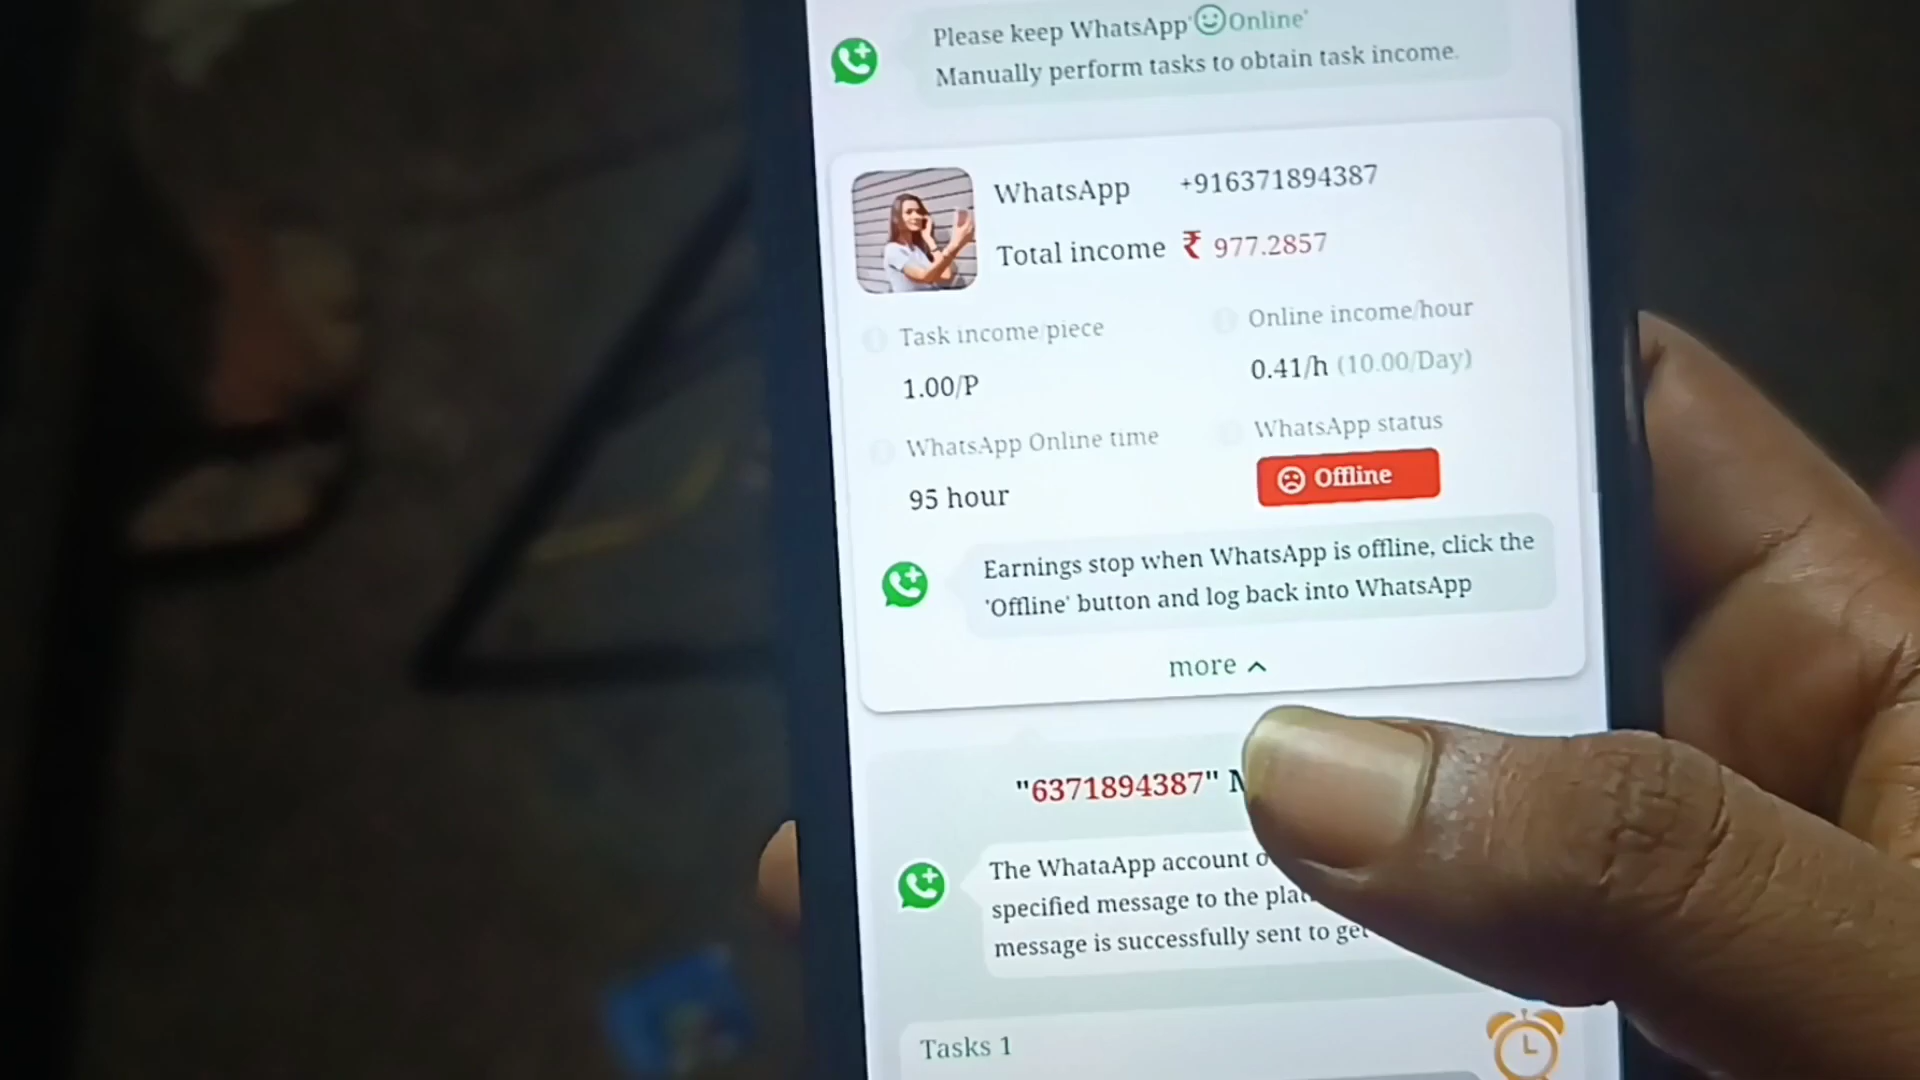 Please keep WhatsApp'Online'
Manually perform tasks to obtain task income.
WhatsApp +916371894387
Total income ₹ 977.2857
Task income/piece Online income/hour
1.00/P 0.41/h (10.00/Day)
WhatsApp Online time WhatsApp status
95 hour Offline
Earnings stop when WhatsApp is offline, click the
'Offline' button and log back into WhatsApp
more
"6371894387"
The WhataApp account
specified message to the
message is successfully sent to
Tasks 1